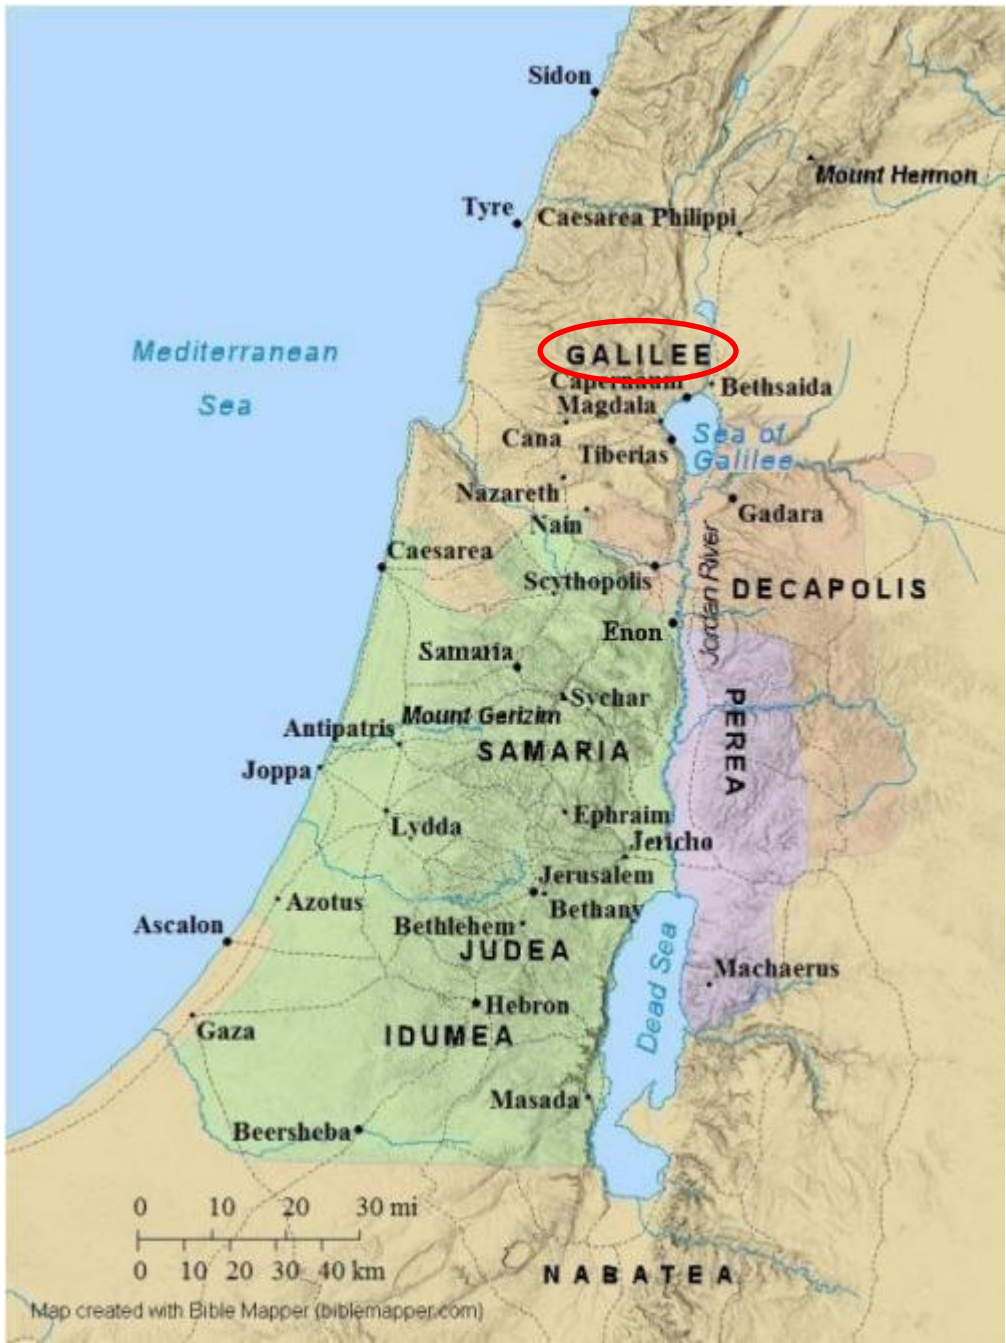 Sidon
Mount Hermon
Tyre
Caesarea Philippi
Mediterranean
Sea
GALILEE
Capernaum
Bethsaida
Magdala
Cana
Sea of
Galilee
Tiberias
Nazareth
Nain
Gadara
Caesarea
Scythopolis
Jordan River
DECAPOLIS
Enon
Samaria
Sychar
PEREA
Mount Gerizim
Antipatris
SAMARIA
Joppa
Lydda
Ephraim
Jericho
Jerusalem
Azotus
Bethany
Ascalon
Bethlehem
JUDEA
Dead Sea
Machaerus
Hebron
Gaza
IDUMEA
Masada
Beersheba
0 10 20 30 mi
0 10 20 30 40 km
NABATEA
Map created with Bible Mapper (biblemapper.com)